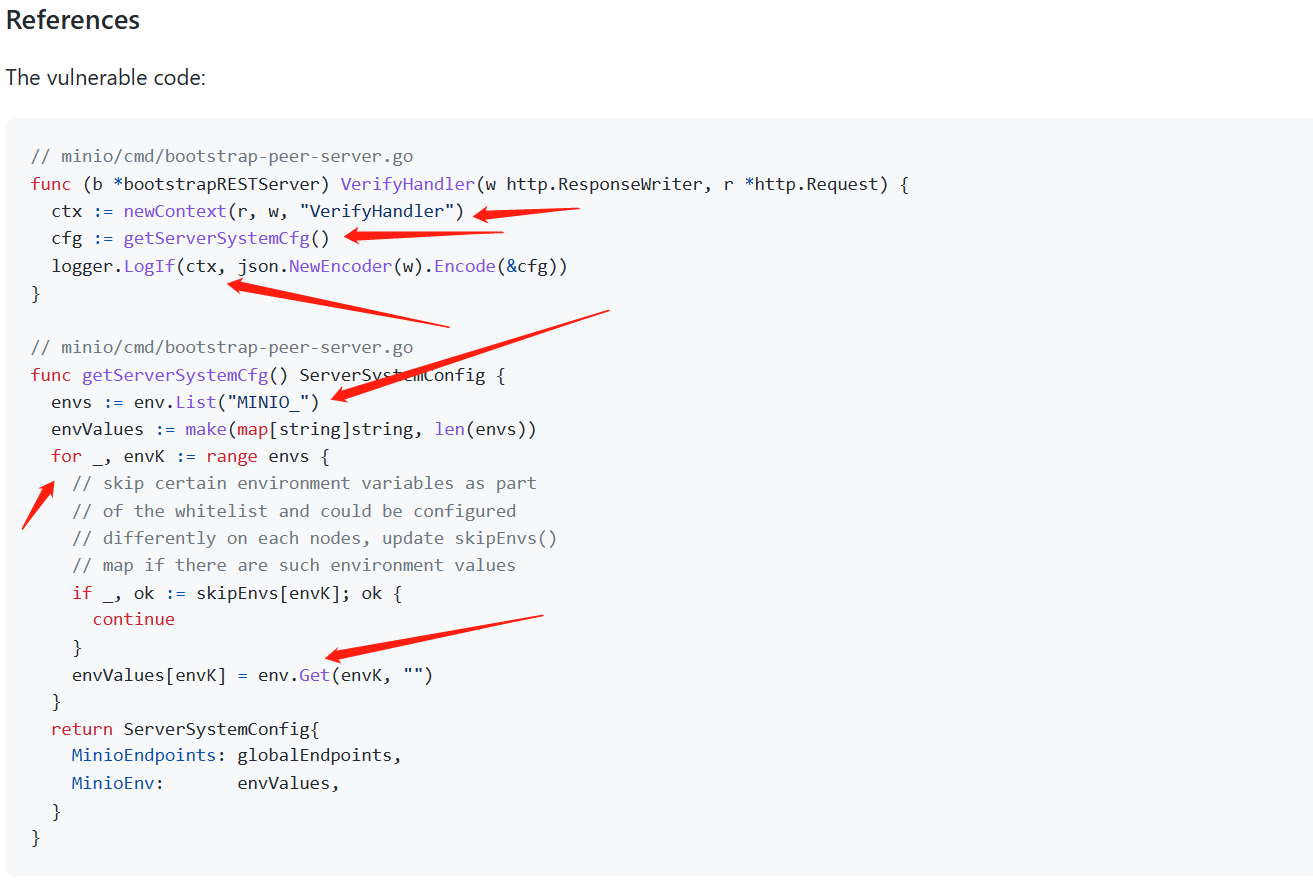 References
The vulnerable code:
// minio/cmd/bootstrap-peer-server.go
func (b *bootstrapRESTServer) VerifyHandler(w http.ResponseWriter, r *http.Request) {
  ctx := newContext(r, w, "VerifyHandler")
  cfg := getServerSystemCfg()
  logger.LogIf(ctx, json.NewEncoder(w).Encode(&cfg))
}
// minio/cmd/bootstrap-peer-server.go
func getServerSystemCfg() ServerSystemConfig {
  envs := env.List("MINIO_")
  envValues := make(map[string]string, len(envs))
  for _, envK := range envs {
    // skip certain environment variables as part
    // of the whitelist and could be configured
    // differently on each nodes, update skipEnvs()
    // map if there are such environment values
    if _, ok := skipEnvs[envK]; ok {
      continue
    }
    envValues[envK] = env.Get(envK, "")
  }
  return ServerSystemConfig{
    MinioEndpoints: globalEndpoints,
    MinioEnv:       envValues,
  }
}